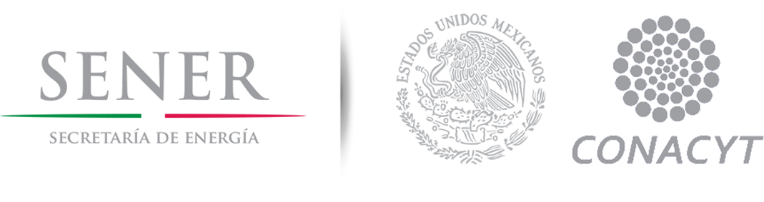 SENER
SECRETARÍA DE ENERGÍA
ESTADOS UNIDOS MEXICANOS
CONACYT